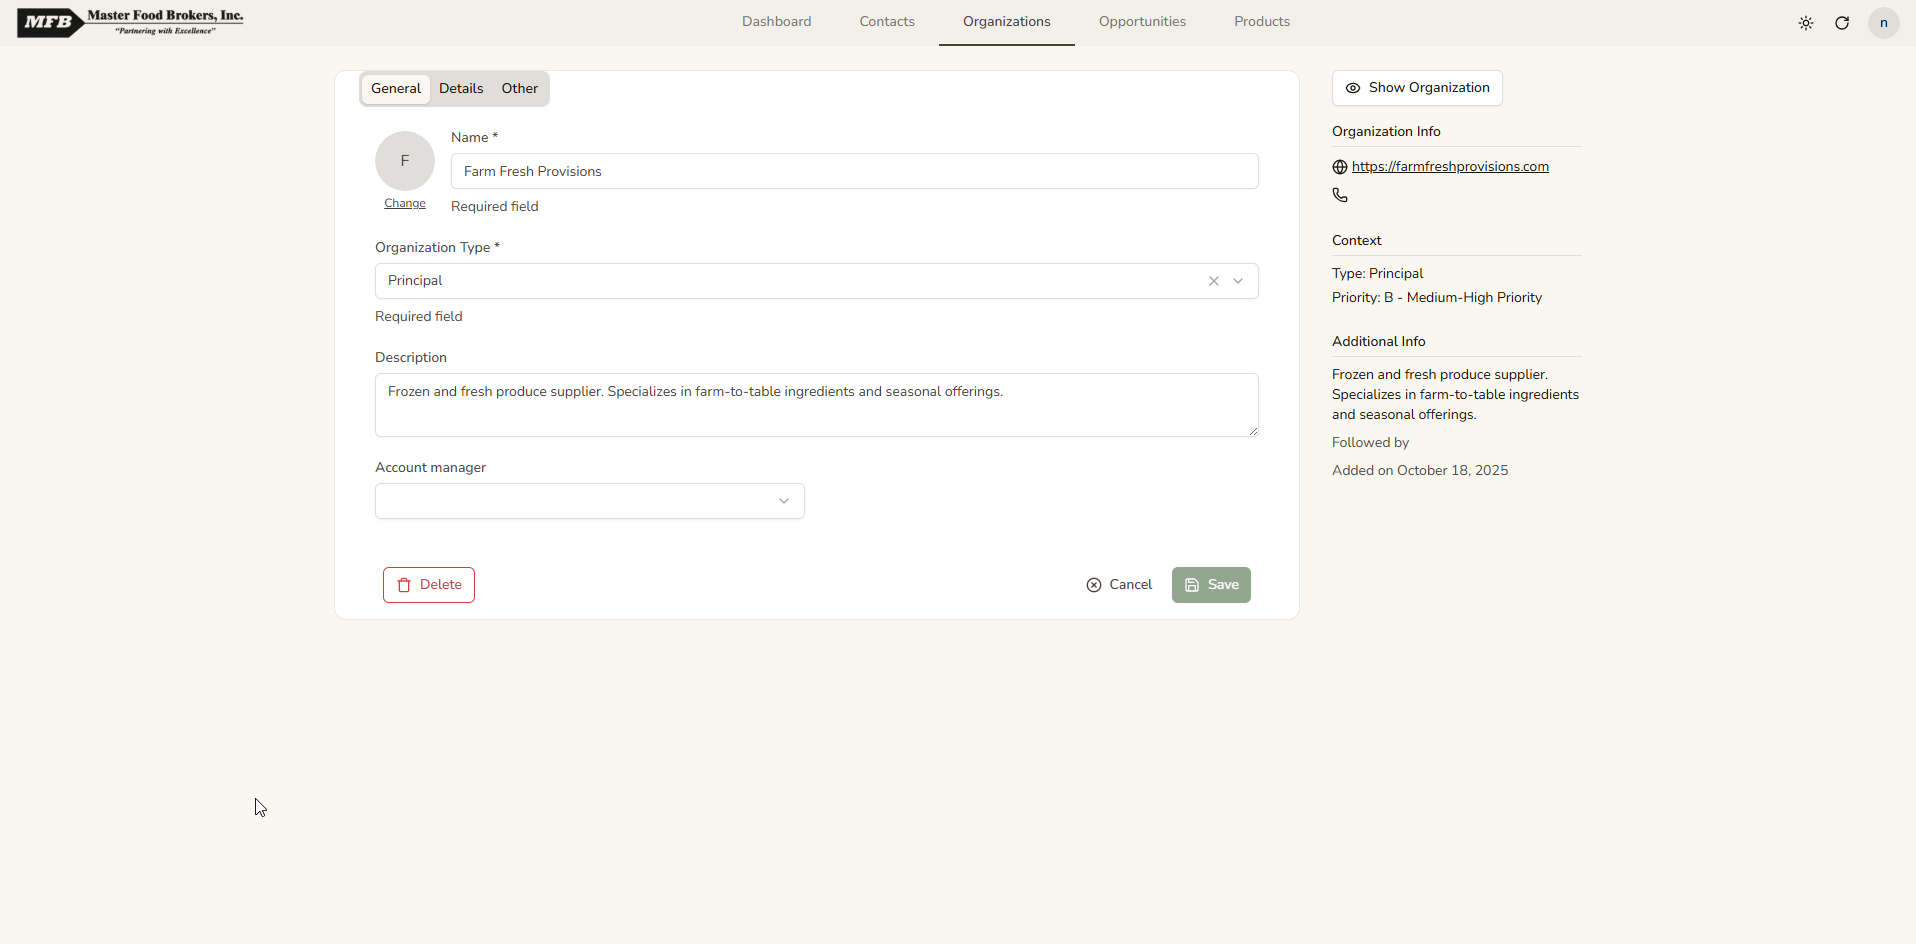 MFB Master Food Brokers, Inc.
"Partnering with Excellence"
Dashboard Contacts Organizations Opportunities Products
n
General Details Other
F
Change
Name *
Farm Fresh Provisions
Required field
Organization Type *
Principal
Required field
Description
Frozen and fresh produce supplier. Specializes in farm-to-table ingredients and seasonal offerings.
Account manager
Delete
Cancel
Save
Show Organization
Organization Info
https://farmfreshprovisions.com
Context
Type: Principal
Priority: B - Medium-High Priority
Additional Info
Frozen and fresh produce supplier.
Specializes in farm-to-table ingredients
and seasonal offerings.
Followed by
Added on October 18, 2025